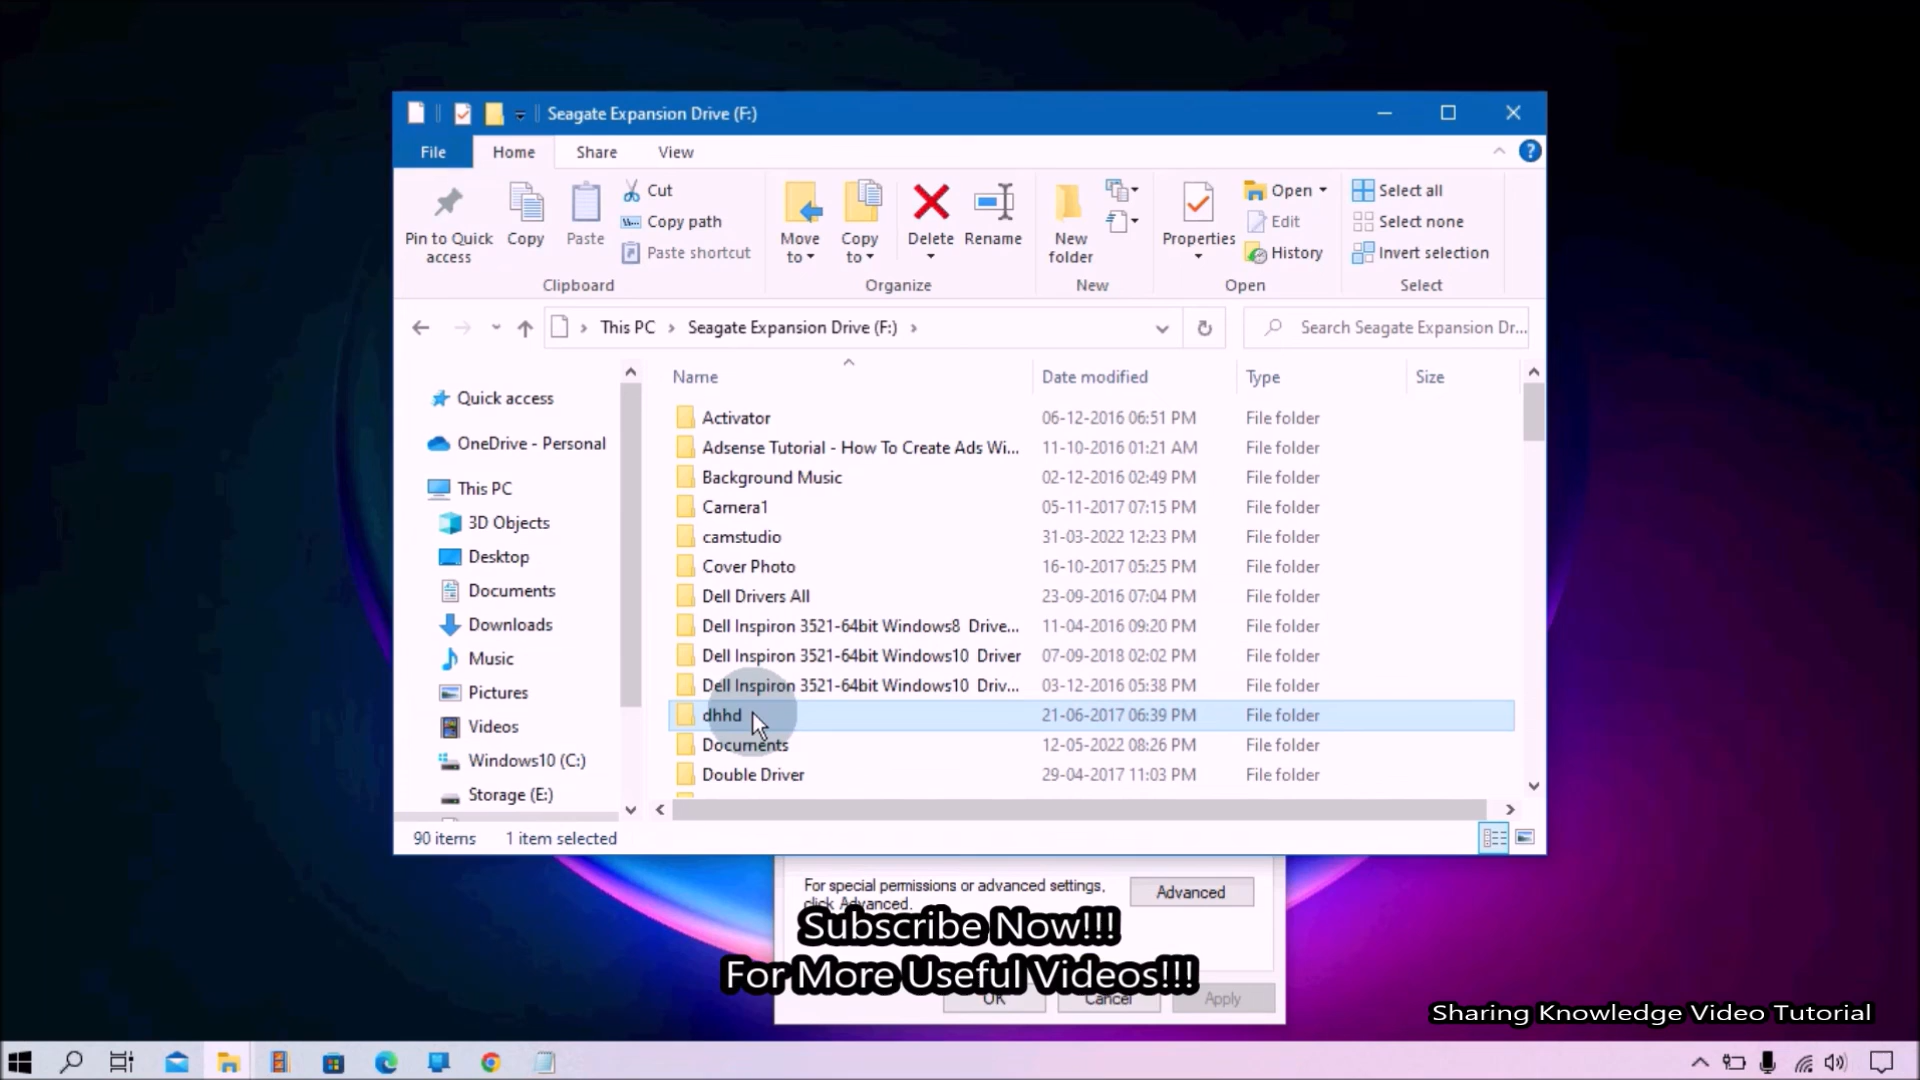 Seagate Expansion Drive (F:)
File Home Share View
Pin to Quick access
Copy
Paste
Cut
Copy path
Paste shortcut
Clipboard
Move to
Copy to
Delete
Rename
Organize
New folder
New
Properties
Open
Edit
History
Open
Select all
Select none
Invert selection
Select
This PC Seagate Expansion Drive (F:)
Search Seagate Expansion Dr...
Quick access
OneDrive - Personal
This PC
3D Objects
Desktop
Documents
Downloads
Music
Pictures
Videos
Windows10 (C:)
Storage (E:)
Name Date modified Type Size
Activator 06-12-2016 06:51 PM File folder
Adsense Tutorial - How To Create Ads Wi... 11-10-2016 01:21 AM File folder
Background Music 02-12-2016 02:49 PM File folder
Camera1 05-11-2017 07:15 PM File folder
camstudio 31-03-2022 12:23 PM File folder
Cover Photo 16-10-2017 05:25 PM File folder
Dell Drivers All 23-09-2016 07:04 PM File folder
Dell Inspiron 3521-64bit Windows8 Drive... 11-04-2016 09:20 PM File folder
Dell Inspiron 3521-64bit Windows10 Driver 07-09-2018 02:02 PM File folder
Dell Inspiron 3521-64bit Windows10 Driv... 03-12-2016 05:38 PM File folder
dhhd 21-06-2017 06:39 PM File folder
Documents 12-05-2022 08:26 PM File folder
Double Driver 29-04-2017 11:03 PM File folder
90 items 1 item selected
For special permissions or advanced settings,
click Advanced.
Advanced
Subscribe Now!!!
For More Useful Videos!!!
OK Cancel Apply
Sharing Knowledge Video Tutorial